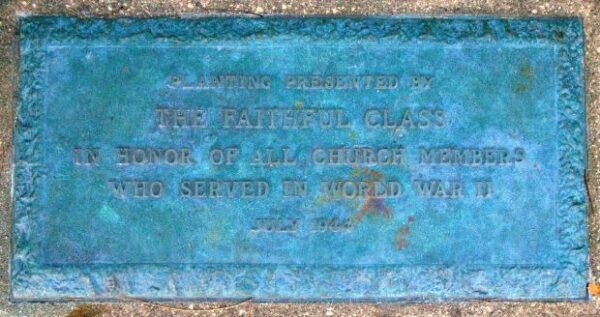 PLANTING PRESENTED BY
THE FAITHFUL CLASS
IN HONOR OF ALL CHURCH MEMBERS
WHO SERVED IN WORLD WAR II
JULY 1944